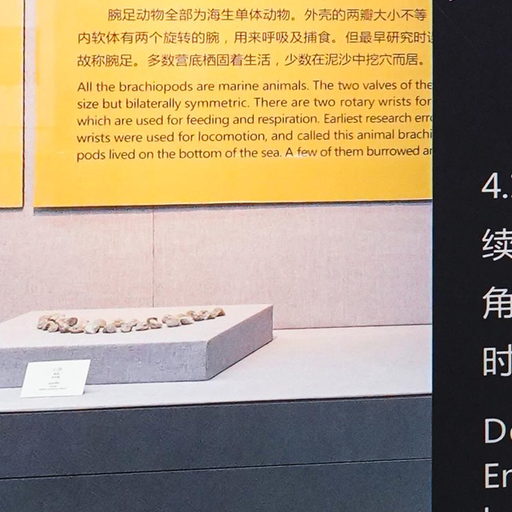 腕足动物全部为海生单体动物。外壳的两瓣大小不等
内软体有两个旋转的腕，用来呼吸及捕食。但最早研究时
故称腕足。多数营底栖固着生活，少数在泥沙中挖穴而居。
All the brachiopods are marine animals. The two valves of the
size but bilaterally symmetric. There are two rotary wrists for
which are used for feeding and respiration. Earliest research
wrists were used for locomotion, and called this animal
pods lived on the bottom of the sea. A few of them burrowed
4.
续
角
时